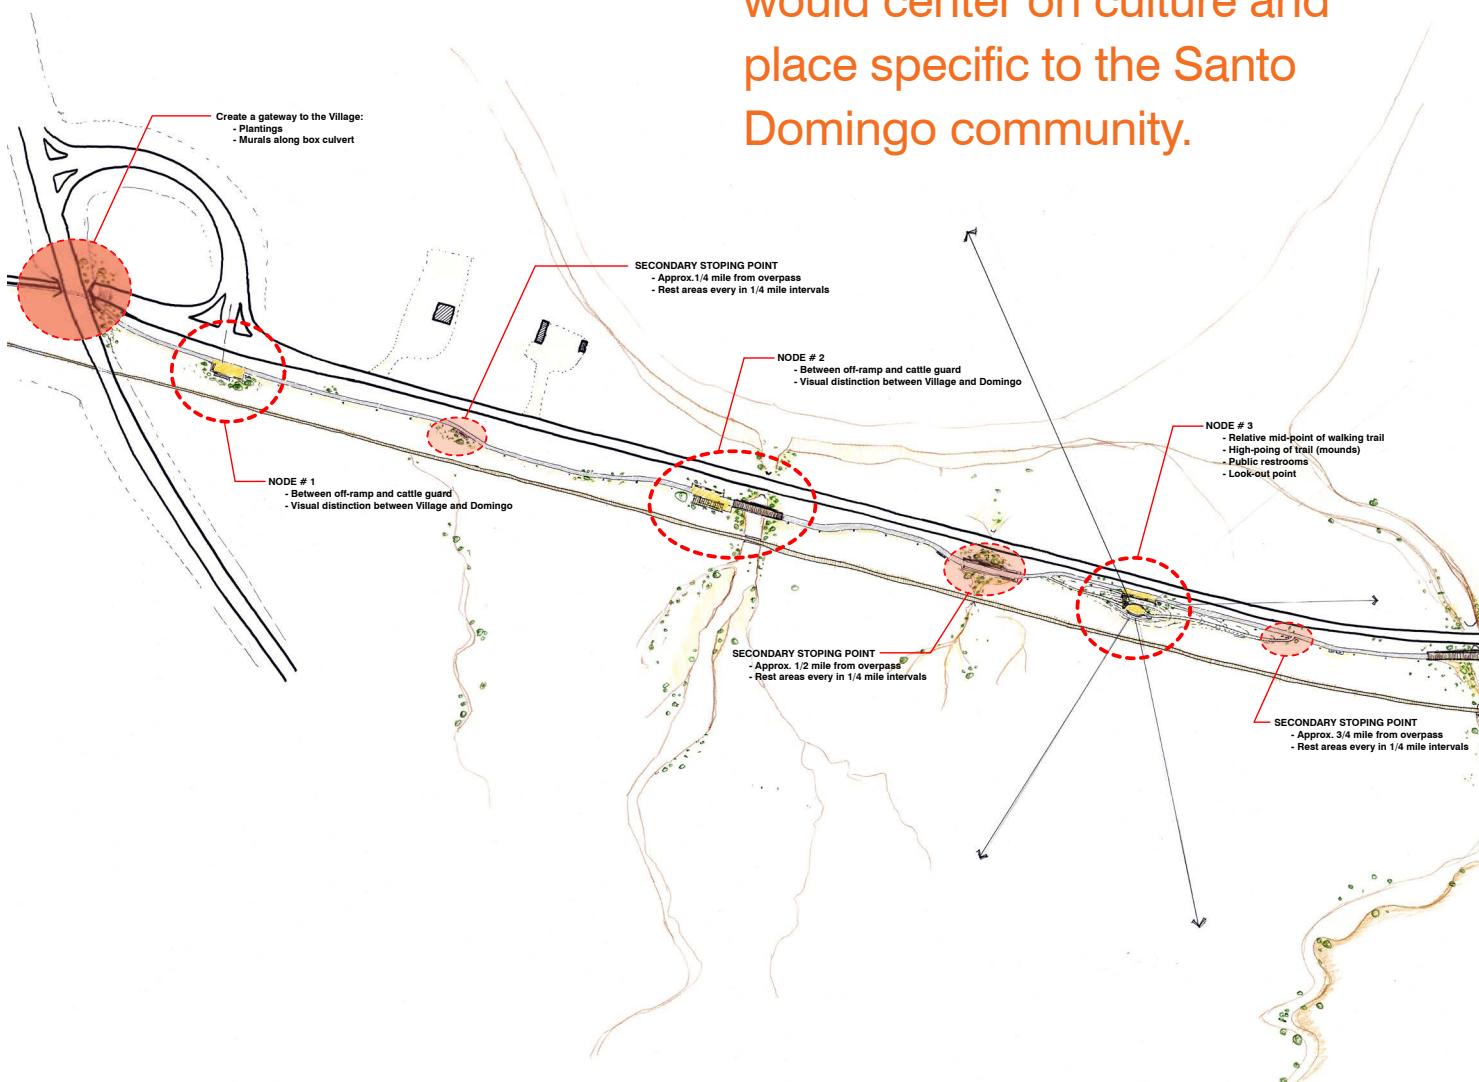 would center on culture and
place specific to the Santo
Domingo community.
Create a gateway to the Village:
- Plantings
- Murals along box culvert
SECONDARY STOPING POINT
- Approx.1/4 mile from overpass
- Rest areas every in 1/4 mile intervals
NODE # 2
- Between off-ramp and cattle guard
- Visual distinction between Village and Domingo
NODE # 3
- Relative mid-point of walking trail
- High-poing of trail (mounds)
- Public restrooms
- Look-out point
NODE # 1
- Between off-ramp and cattle guard
- Visual distinction between Village and Domingo
SECONDARY STOPING POINT
- Approx. 1/2 mile from overpass
- Rest areas every in 1/4 mile intervals
SECONDARY STOPING POINT
- Approx. 3/4 mile from overpass
- Rest areas every in 1/4 mile intervals